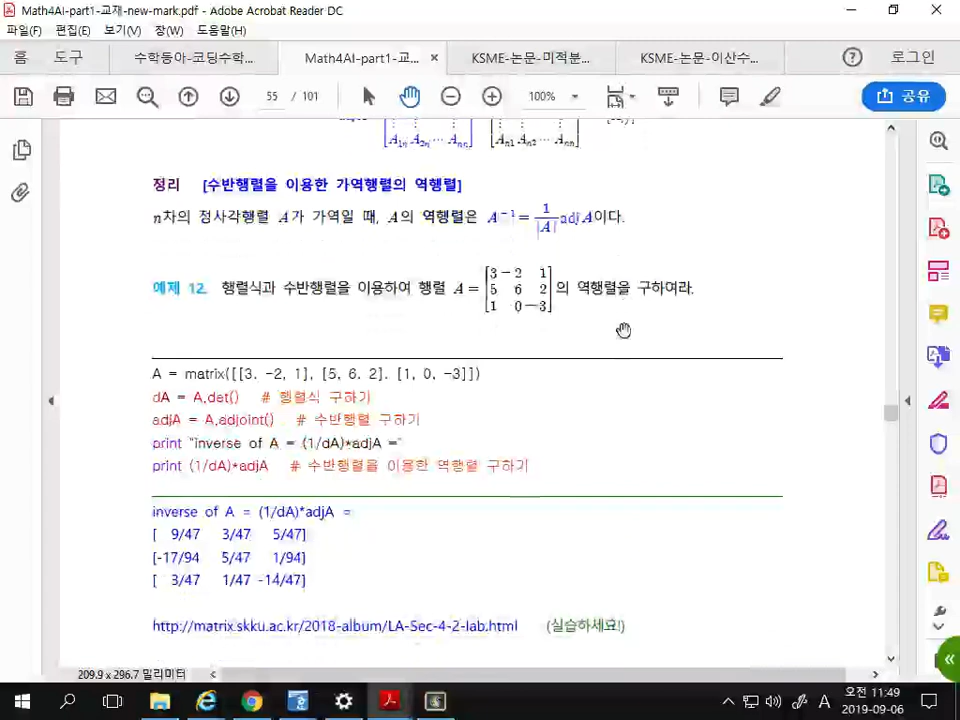 Math4AI-part1-교재-new-mark.pdf - Adobe Acrobat Reader DC
파일(F) 편집(E) 보기(V) 창(W) 도움말(H)
홈 도구 수학동아-코딩수학... Math4AI-part1-교... × KSME-논문-미적분... KSME-논문-이산수... 로그인
55 / 101 100% 공유
A₁ₙ A₂ₙ ⋯ Aₙₙ Aₙ₁ Aₙ₂ ⋯ Aₙₙ
정리 [수반행렬을 이용한 가역행렬의 역행렬]
n차의 정사각행렬 A가 가역일 때, A의 역행렬은 A⁻¹ = 1/|A| adj A이다.
예제 12. 행렬식과 수반행렬을 이용하여 행렬 A = [3 −2 1; 5 6 2; 1 0 −3]의 역행렬을 구하여라.
A = matrix([[3, -2, 1], [5, 6, 2], [1, 0, -3]])
dA = A.det() # 행렬식 구하기
adjA = A.adjoint() # 수반행렬 구하기
print "inverse of A = (1/dA)*adjA ="
print (1/dA)*adjA # 수반행렬을 이용한 역행렬 구하기
inverse of A = (1/dA)*adjA =
[ 9/47 3/47 5/47]
[-17/94 5/47 1/94]
[ 3/47 1/47 -14/47]
http://matrix.skku.ac.kr/2018-album/LA-Sec-4-2-lab.html (실습하세요!)
209.9 x 296.7 밀리미터
A 오전 11:49
2019-09-06